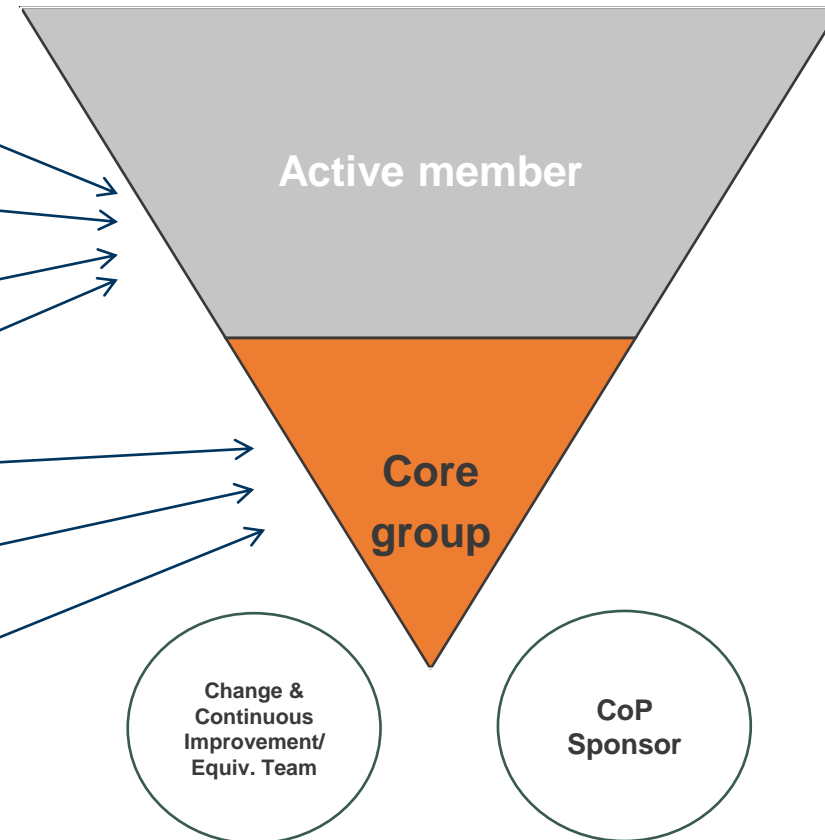 Active member
Core
group
Change &
Continuous
Improvement/
Equiv. Team
CoP
Sponsor